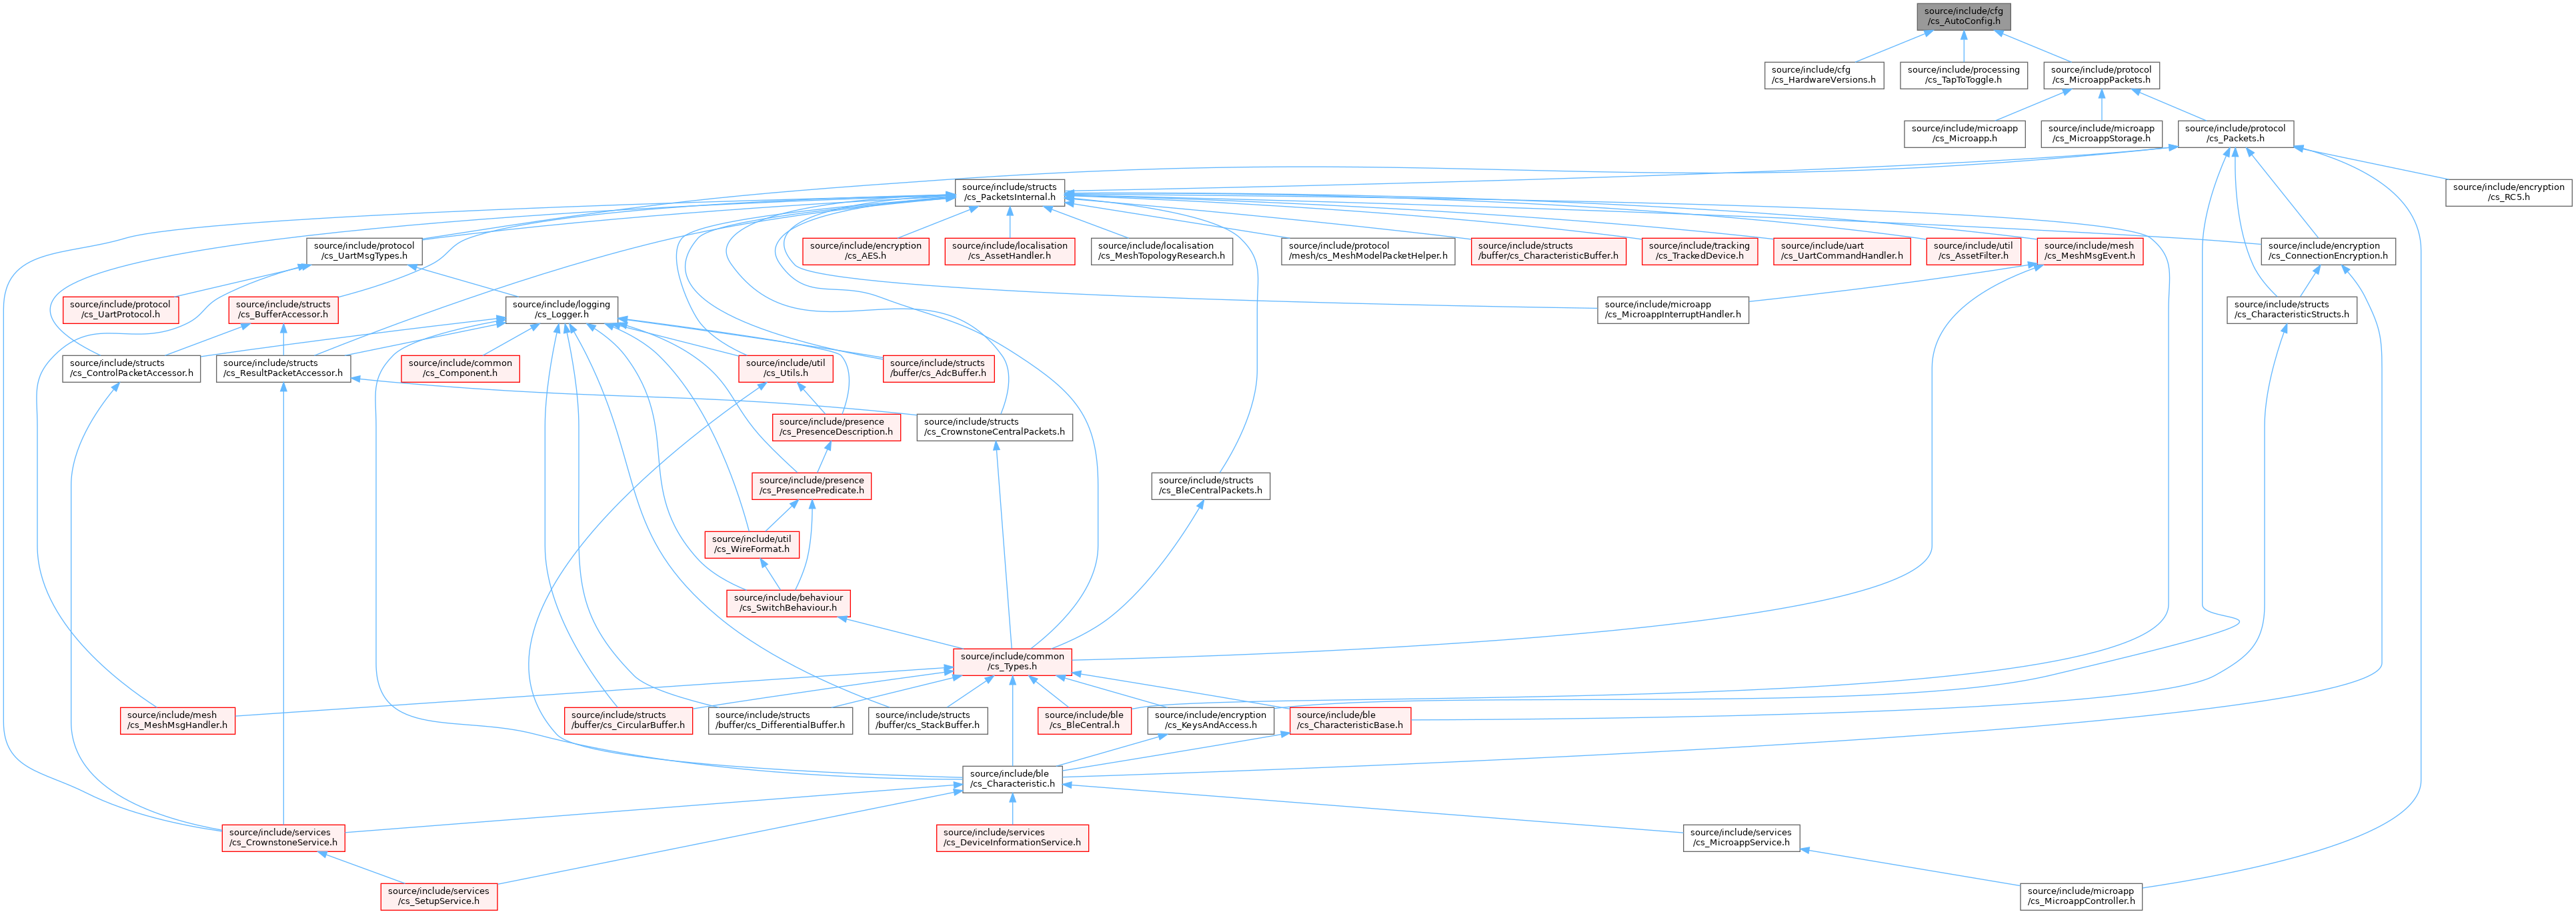 source/include/cfg
/cs_AutoConfig.h
source/include/cfg
/cs_HardwareVersions.h
source/include/processing
/cs_TapToToggle.h
source/include/protocol
/cs_MicroappPackets.h
source/include/microapp
/cs_Microapp.h
source/include/microapp
/cs_MicroappStorage.h
source/include/protocol
/cs_Packets.h
source/include/structs
/cs_PacketsInternal.h
source/include/encryption
/cs_RC5.h
source/include/protocol
/cs_UartMsgTypes.h
source/include/encryption
/cs_AES.h
source/include/localisation
/cs_AssetHandler.h
source/include/localisation
/cs_MeshTopologyResearch.h
source/include/protocol
/mesh/cs_MeshModelPacketHelper.h
source/include/structs
/buffer/cs_CharacteristicBuffer.h
source/include/tracking
/cs_TrackedDevice.h
source/include/uart
/cs_UartCommandHandler.h
source/include/util
/cs_AssetFilter.h
source/include/mesh
/cs_MeshMsgEvent.h
source/include/encryption
/cs_ConnectionEncryption.h
source/include/protocol
/cs_UartProtocol.h
source/include/structs
/cs_BufferAccessor.h
source/include/logging
/cs_Logger.h
source/include/microapp
/cs_MicroappInterruptHandler.h
source/include/structs
/cs_CharacteristicStructs.h
source/include/structs
/cs_ControlPacketAccessor.h
source/include/structs
/cs_ResultPacketAccessor.h
source/include/common
/cs_Component.h
source/include/util
/cs_Utils.h
source/include/structs
/buffer/cs_AdcBuffer.h
source/include/presence
/cs_PresenceDescription.h
source/include/structs
/cs_CrownstoneCentralPackets.h
source/include/presence
/cs_PresencePredicate.h
source/include/structs
/cs_BleCentralPackets.h
source/include/util
/cs_WireFormat.h
source/include/behaviour
/cs_SwitchBehaviour.h
source/include/common
/cs_Types.h
source/include/mesh
/cs_MeshMsgHandler.h
source/include/structs
/buffer/cs_CircularBuffer.h
source/include/structs
/buffer/cs_DifferentialBuffer.h
source/include/structs
/buffer/cs_StackBuffer.h
source/include/ble
/cs_BleCentral.h
source/include/encryption
/cs_KeysAndAccess.h
source/include/ble
/cs_CharacteristicBase.h
source/include/ble
/cs_Characteristic.h
source/include/services
/cs_CrownstoneService.h
source/include/services
/cs_DeviceInformationService.h
source/include/services
/cs_MicroappService.h
source/include/services
/cs_SetupService.h
source/include/microapp
/cs_MicroappController.h